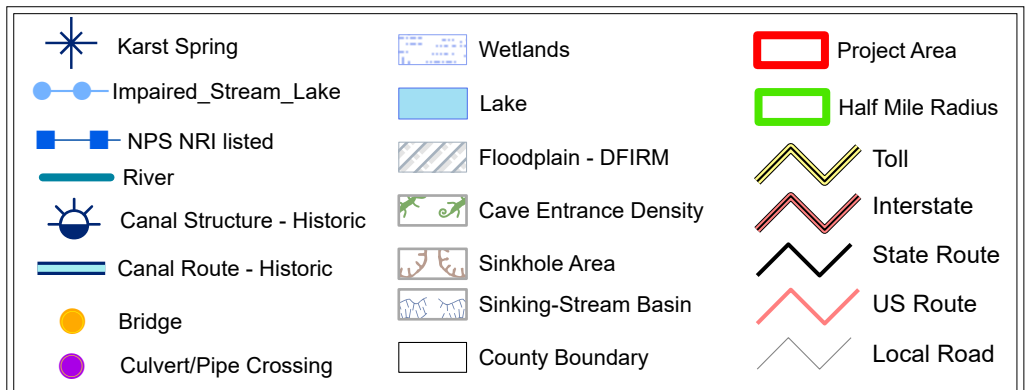 Karst Spring
Impaired_Stream_Lake
NPS NRI listed
River
Canal Structure - Historic
Canal Route - Historic
Bridge
Culvert/Pipe Crossing
Wetlands
Lake
Floodplain - DFIRM
Cave Entrance Density
Sinkhole Area
Sinking-Stream Basin
County Boundary
Project Area
Half Mile Radius
Toll
Interstate
State Route
US Route
Local Road